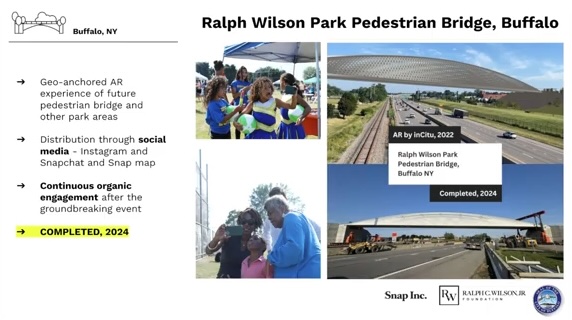 Buffalo, NY
Ralph Wilson Park Pedestrian Bridge, Buffalo
➔ Geo-anchored AR
experience of future
pedestrian bridge and
other park areas
➔ Distribution through social
media - Instagram and
Snapchat and Snap map
➔ Continuous organic
engagement after the
groundbreaking event
➔ COMPLETED, 2024
AR by inCitu, 2022
Ralph Wilson Park
Pedestrian Bridge,
Buffalo NY
Completed, 2024
Snap Inc.
RW
RALPH C. WILSON, JR.
FOUNDATION